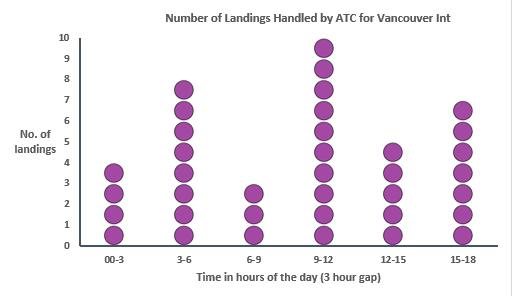 Number of Landings Handled by ATC for Vancouver Int
10
9
8
7
6
5
4
3
2
1
0
No. of
landings
00-3 3-6 6-9 9-12 12-15 15-18
Time in hours of the day (3 hour gap)